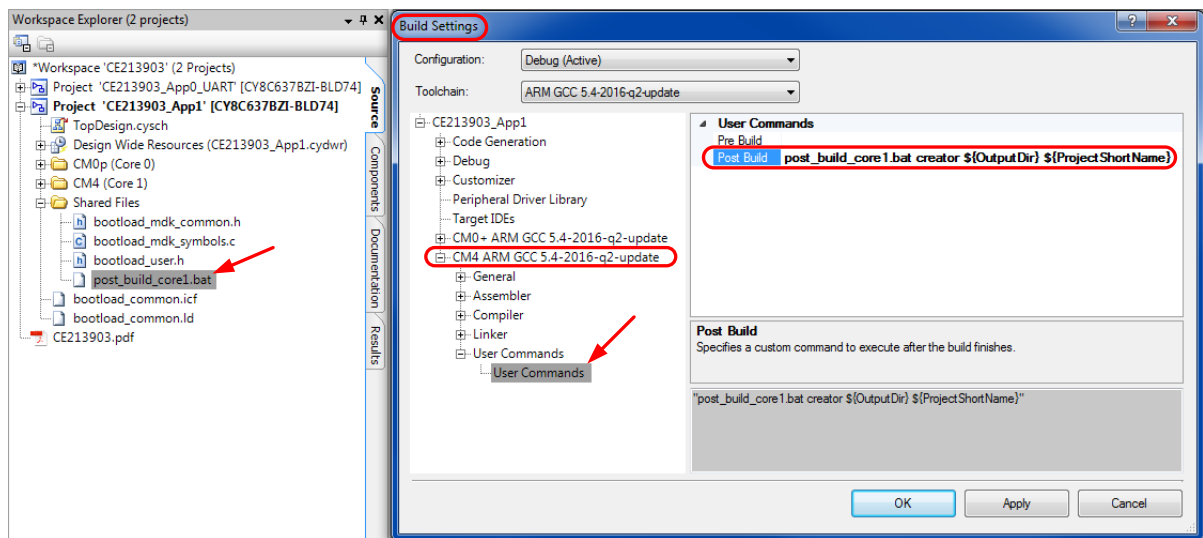 Workspace Explorer (2 projects)
*Workspace 'CE213903' (2 Projects)
Project 'CE213903_App0_UART' [CY8C637BZI-BLD74]
Project 'CE213903_App1' [CY8C637BZI-BLD74]
TopDesign.cysch
Design Wide Resources (CE213903_App1.cydwr)
CM0p (Core 0)
CM4 (Core 1)
Shared Files
bootload_mdk_common.h
bootload_mdk_symbols.c
bootload_user.h
post_build_core1.bat
bootload_common.icf
bootload_common.ld
CE213903.pdf
Source
Components
Documentation
Results
Build Settings
Configuration:
Debug (Active)
Toolchain:
ARM GCC 5.4-2016-q2-update
CE213903_App1
Code Generation
Debug
Customizer
Peripheral Driver Library
Target IDEs
CM0+ ARM GCC 5.4-2016-q2-update
CM4 ARM GCC 5.4-2016-q2-update
General
Assembler
Compiler
Linker
User Commands
User Commands
User Commands
Pre Build
Post Build post_build_core1.bat creator ${OutputDir} ${ProjectShortName}
Post Build
Specifies a custom command to execute after the build finishes.
"post_build_core1.bat creator ${OutputDir} ${ProjectShortName}"
OK
Apply
Cancel